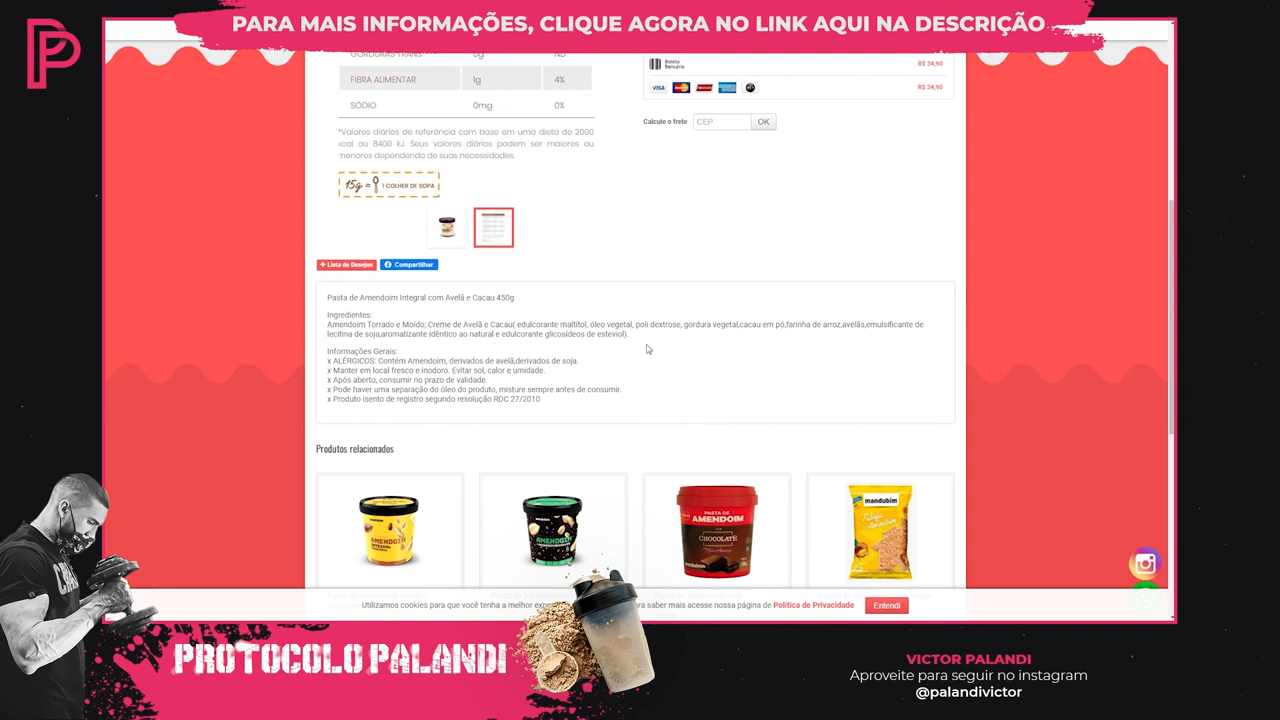 PARA MAIS INFORMAÇÕES, CLIQUE AGORA NO LINK AQUI NA DESCRIÇÃO
GORDURAS TRANS 0g ND
FIBRA ALIMENTAR 1g 4%
SÓDIO 0mg 0%
*Valores diários de referência com base em uma dieta de 2000
kcal ou 8400 kJ. Seus valores diários podem ser maiores ou
menores dependendo de suas necessidades.
15g = 1 COLHER DE SOPA
Boleto
Bancário
R$ 34,90
VISA
R$ 34,90
Calcule o frete CEP OK
+ Lista de Desejos Compartilhar
Pasta de Amendoim Integral com Avelã e Cacau 450g
Ingredientes:
Amendoim Torrado e Moído; Creme de Avelã e Cacau( edulcorante maltitol, óleo vegetal, poli dextrose, gordura vegetal,cacau em pó,farinha de arroz,avelãs,emulsificante de
lecitina de soja,aromatizante idêntico ao natural e edulcorante glicosídeos de esteviol).
Informações Gerais:
x ALÉRGICOS: Contém Amendoim, derivados de avelã,derivados de soja.
x Manter em local fresco e inodoro. Evitar sol, calor e umidade.
x Após aberto, consumir no prazo de validade.
x Pode haver uma separação do óleo do produto, misture sempre antes de consumir.
x Produto isento de registro segundo resolução RDC 27/2010
Produtos relacionados
AMENDOIM
INTEGRAL
AMENDOIM
PASTA DE
AMENDOIM
CHOCOLATE
mandubim
mandubim
Utilizamos cookies para que você tenha a melhor
ra saber mais acesse nossa página de Política de Privacidade
Entendi
PROTOCOLO PALANDI
VICTOR PALANDI
Aproveite para seguir no instagram
@palandivictor